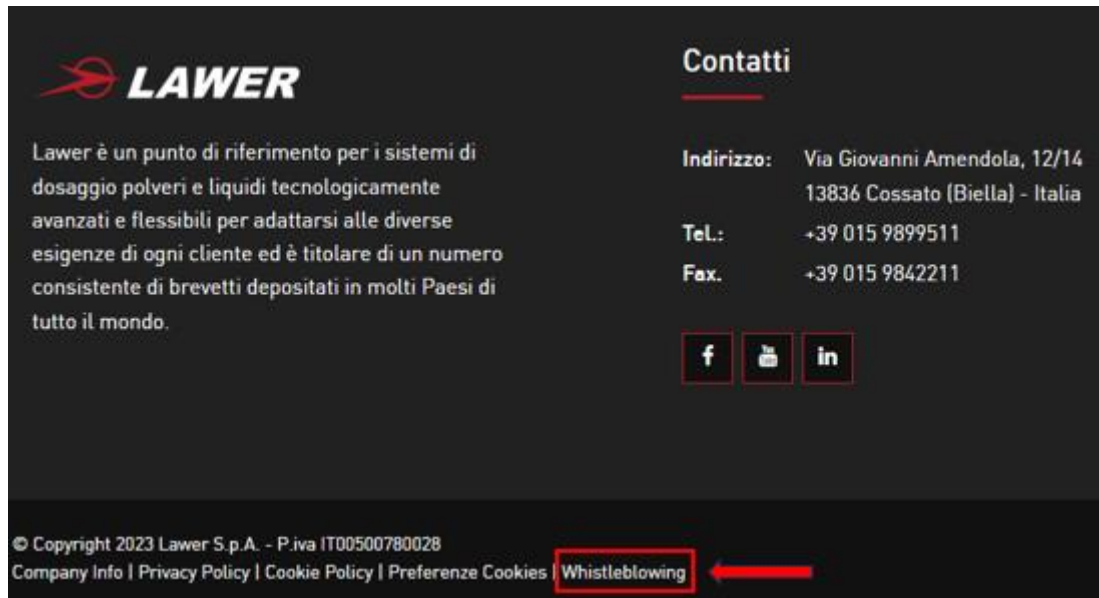 LAWER
Lawer è un punto di riferimento per i sistemi di
dosaggio polveri e liquidi tecnologicamente
avanzati e flessibili per adattarsi alle diverse
esigenze di ogni cliente ed è titolare di un numero
consistente di brevetti depositati in molti Paesi di
tutto il mondo.
Contatti
Indirizzo: Via Giovanni Amendola, 12/14
13836 Cossato (Biella) - Italia
Tel.: +39 015 9899511
Fax. +39 015 9842211
f You Tube in
© Copyright 2023 Lawer S.p.A. - P.iva IT00500780028
Company Info | Privacy Policy | Cookie Policy | Preferenze Cookies | Whistleblowing